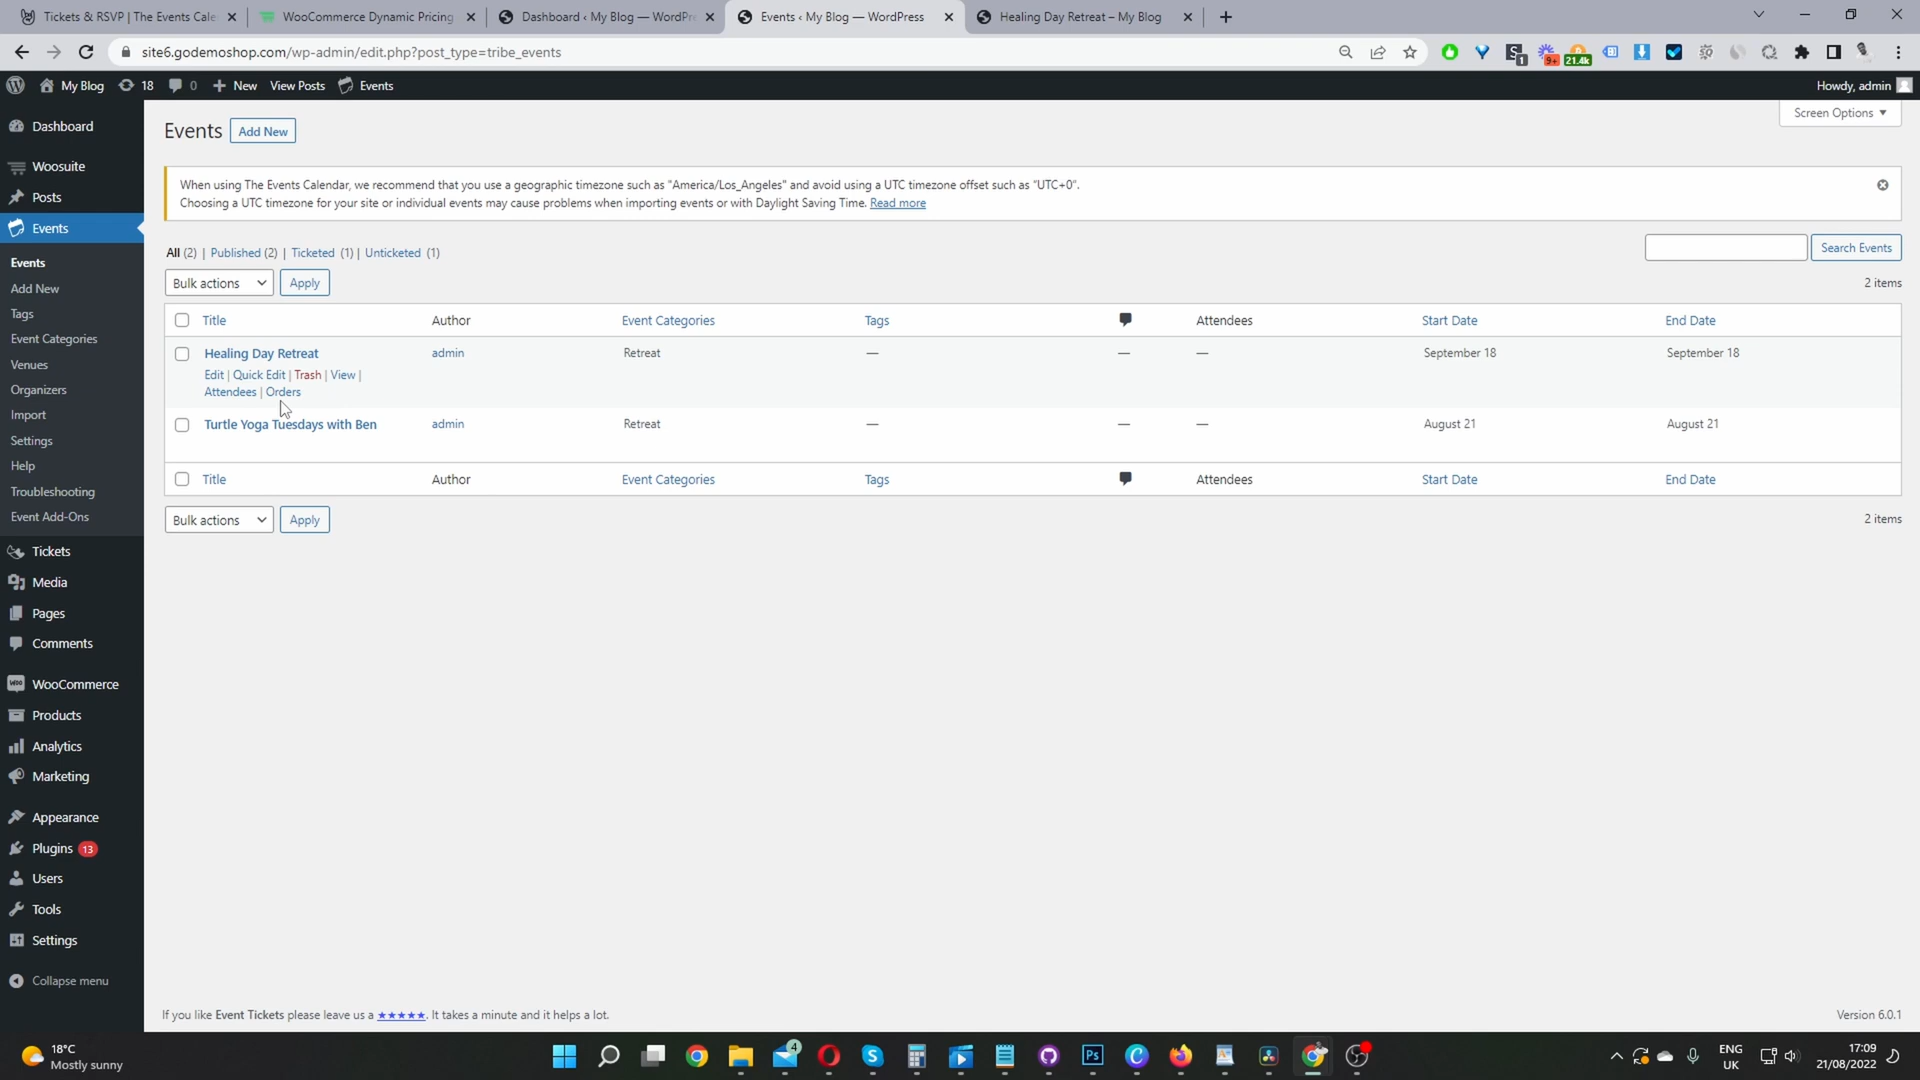 Tickets & RSVP | The Events Cale
WooCommerce Dynamic Pricing
Dashboard ‹ My Blog — WordPre
Events ‹ My Blog — WordPress
Healing Day Retreat – My Blog
site6.godemoshop.com/wp-admin/edit.php?post_type=tribe_events
1
9+
21.4k
My Blog
18
0
New
View Posts
Events
Howdy, admin
Dashboard
Woosuite
Posts
Events
Events
Add New
Tags
Event Categories
Venues
Organizers
Import
Settings
Help
Troubleshooting
Event Add-Ons
Tickets
Media
Pages
Comments
WooCommerce
Products
Analytics
Marketing
Appearance
Plugins 13
Users
Tools
Settings
Collapse menu
Events Add New
Screen Options
When using The Events Calendar, we recommend that you use a geographic timezone such as "America/Los_Angeles" and avoid using a UTC timezone offset such as "UTC+0".
Choosing a UTC timezone for your site or individual events may cause problems when importing events or with Daylight Saving Time. Read more
All (2) | Published (2) | Ticketed (1) | Unticketed (1)
Search Events
Bulk actions Apply
2 items
Title Author Event Categories Tags Attendees Start Date End Date
Healing Day Retreat admin Retreat — — — September 18 September 18
Edit | Quick Edit | Trash | View |
Attendees | Orders
Turtle Yoga Tuesdays with Ben admin Retreat — — — August 21 August 21
Title Author Event Categories Tags Attendees Start Date End Date
Bulk actions Apply
2 items
If you like Event Tickets please leave us a ★★★★★. It takes a minute and it helps a lot.
Version 6.0.1
18°C
Mostly sunny
4
Ps
ENG
UK
17:09
21/08/2022